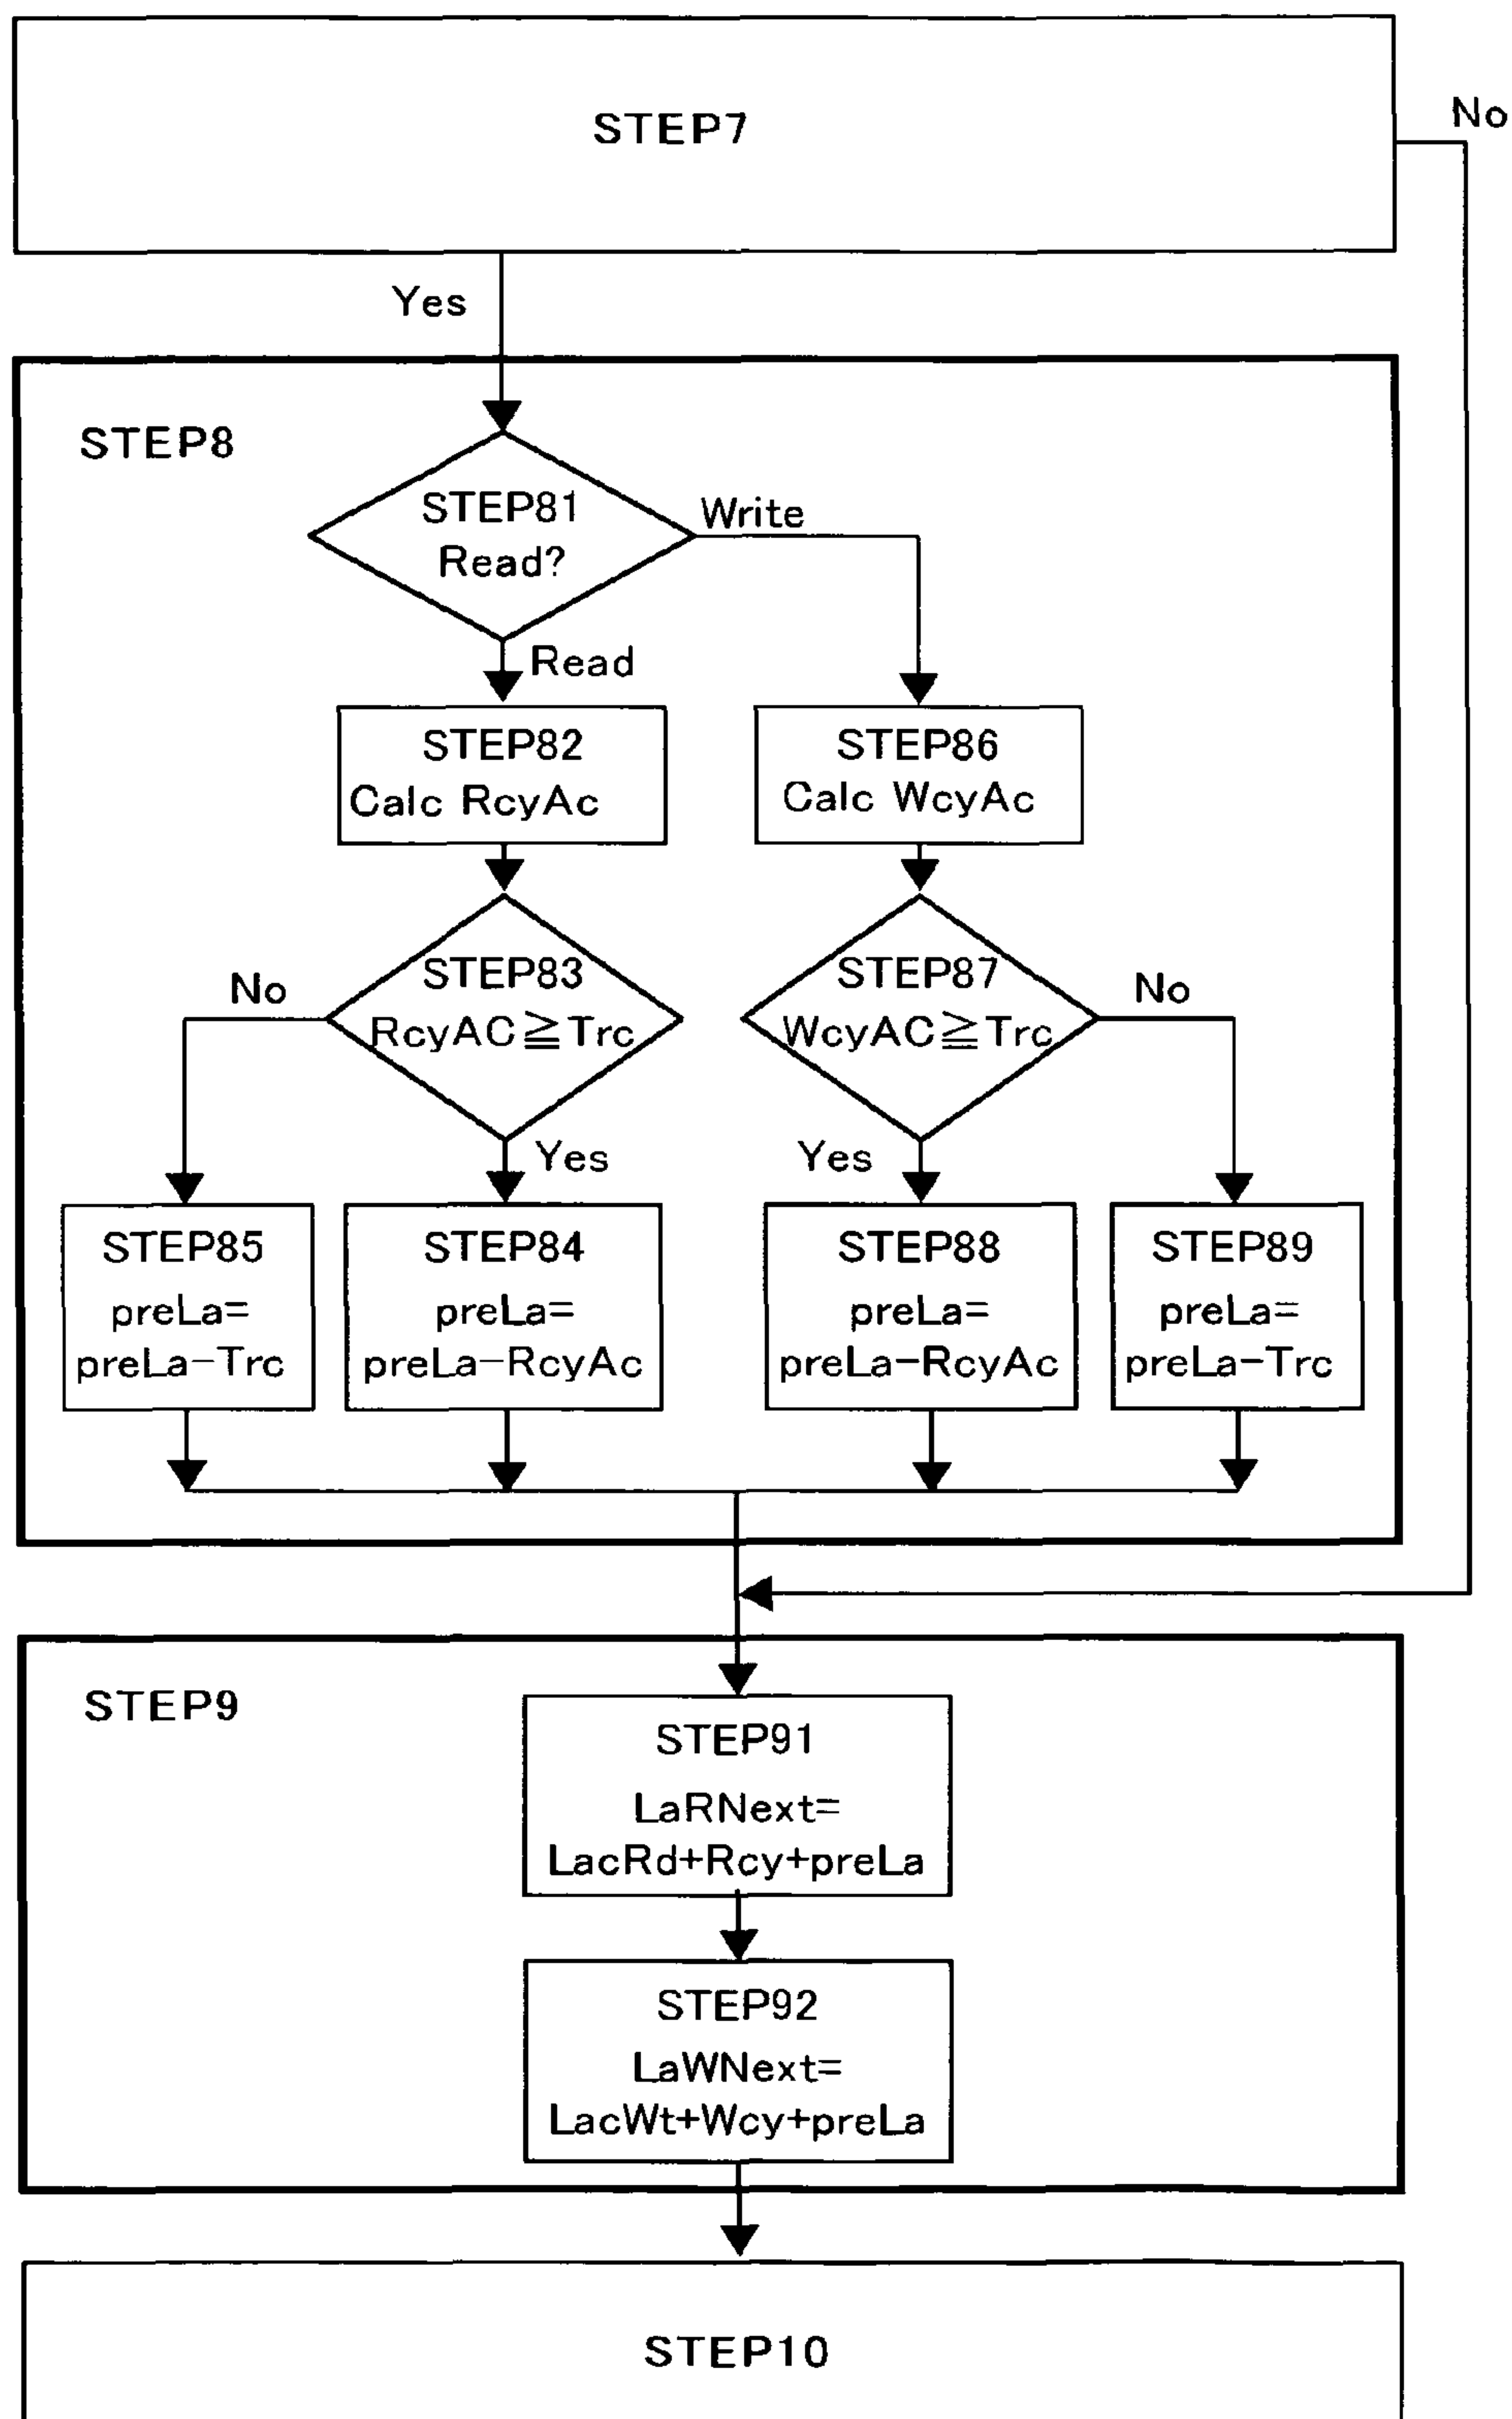 STEP7
No
Yes
STEP8
STEP81
Read?
Write
Read
STEP82
Calc RcyAc
STEP86
Calc WcyAc
No
STEP83
RcyAC≧Trc
STEP87
WcyAC≧Trc
No
Yes
Yes
STEP85
preLa=
preLa-Trc
STEP84
preLa=
preLa-RcyAc
STEP88
preLa=
preLa-RcyAc
STEP89
preLa=
preLa-Trc
STEP9
STEP91
LaRNext=
LacRd+Rcy+preLa
STEP92
LaWNext=
LacWt+Wcy+preLa
STEP10